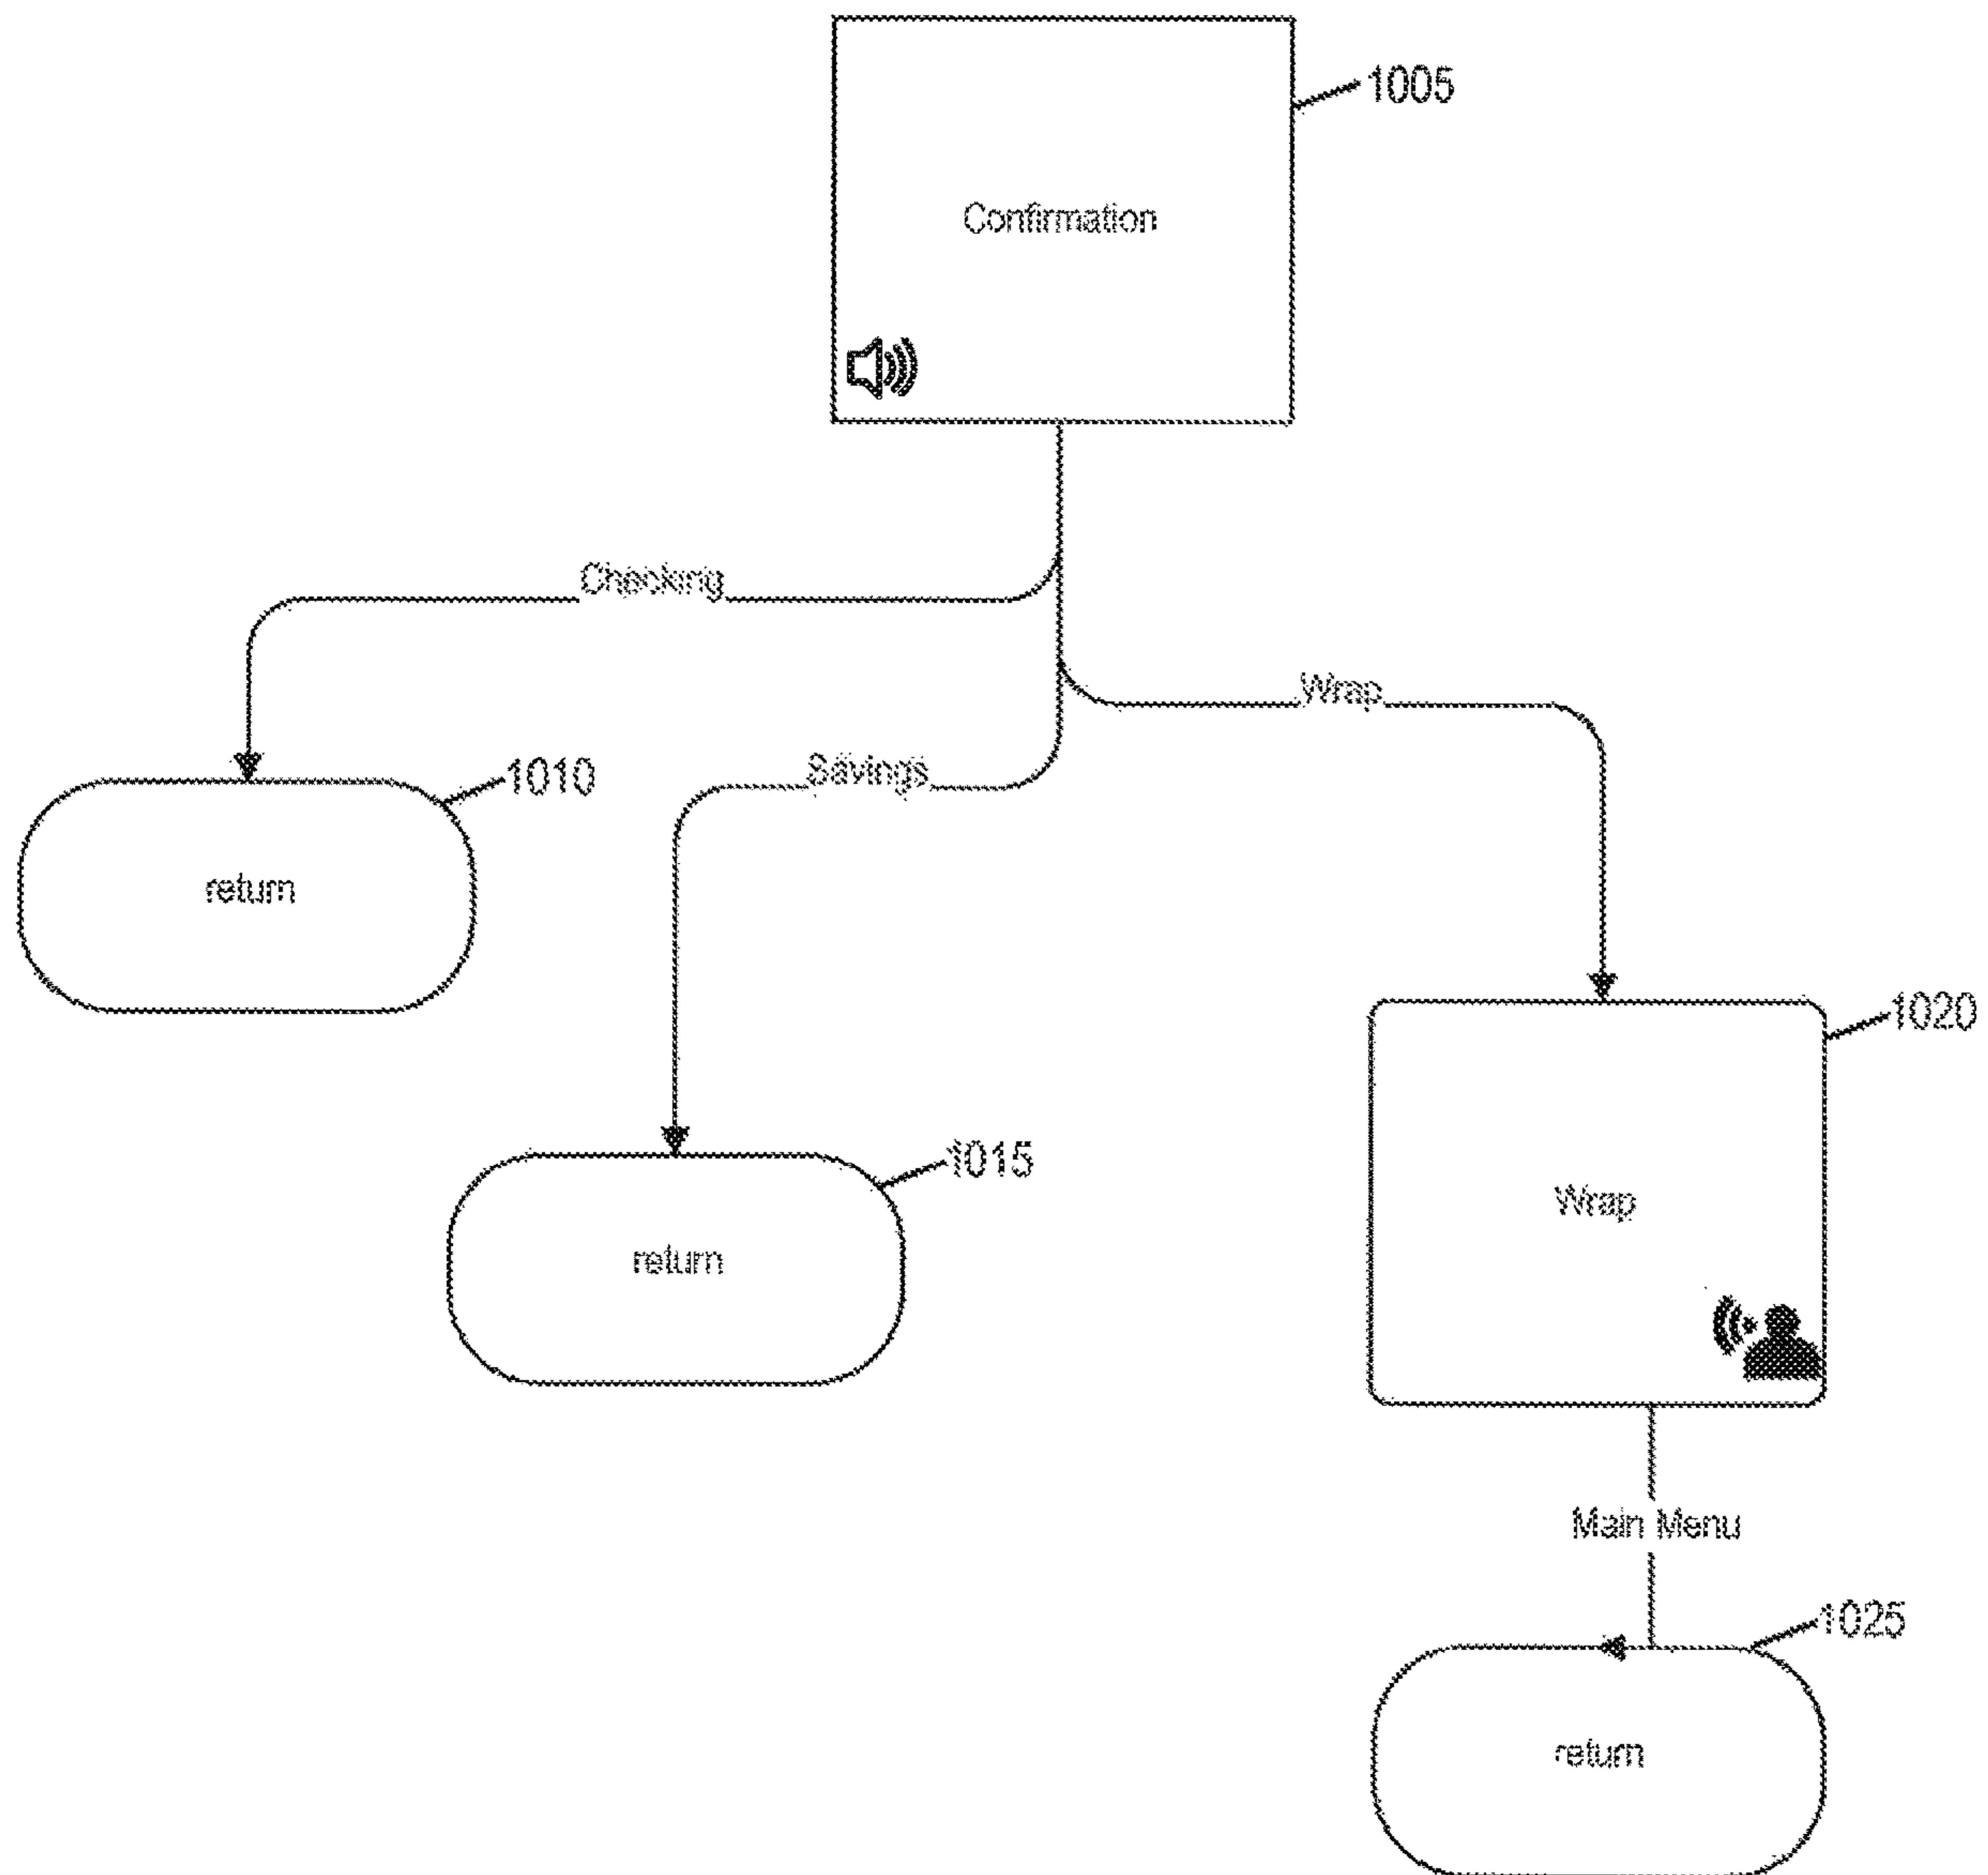 1005
Confirmation
Checking
Wrap
Savings
1010
return
1020
1015
Wrap
return
Main Menu
1025
return